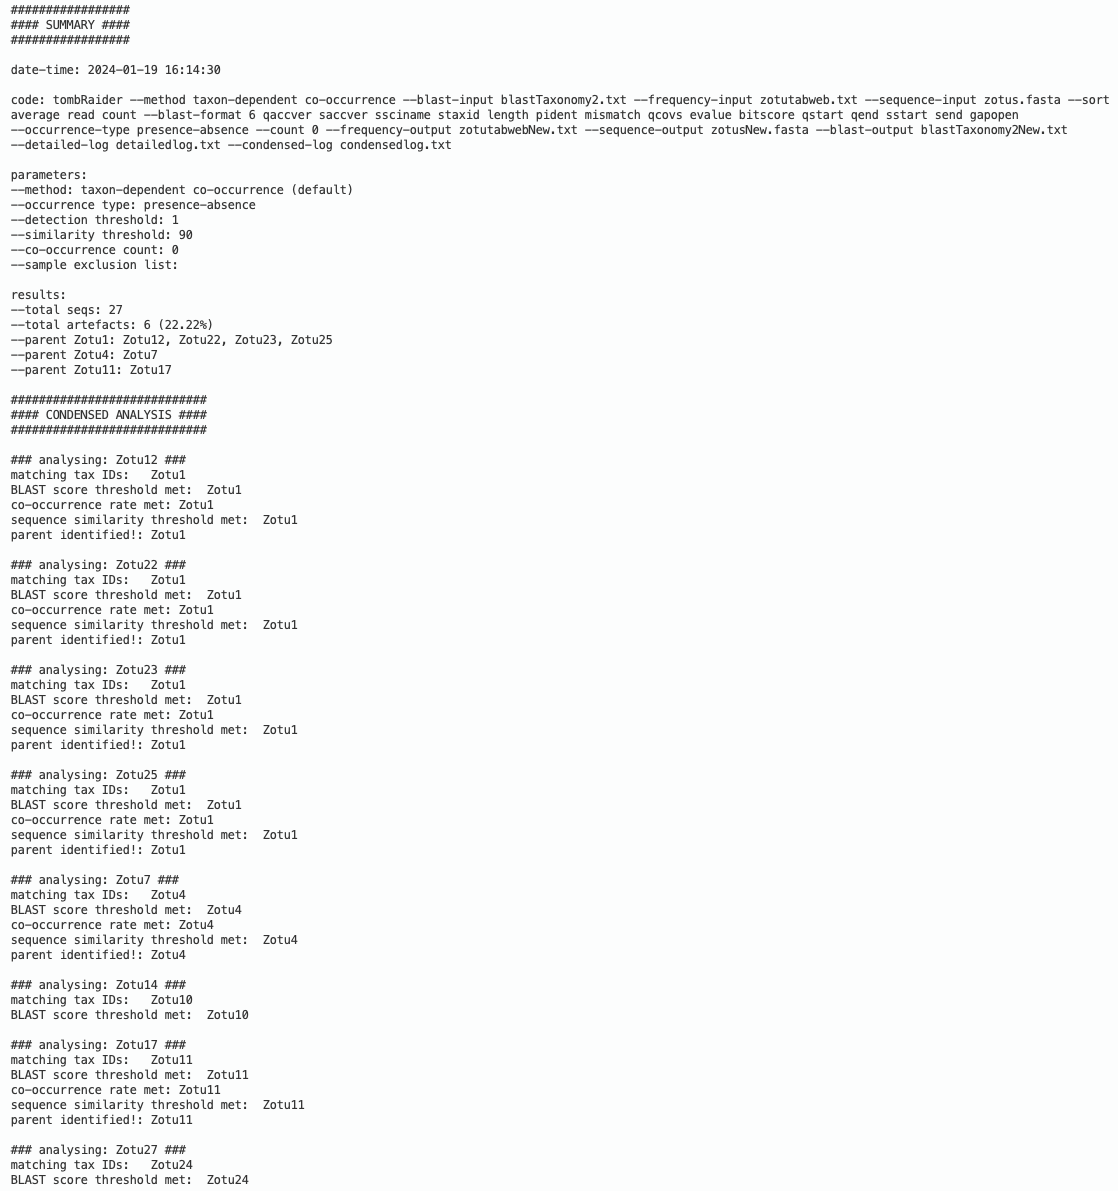 #################
#### SUMMARY ####
#################
date-time: 2024-01-19 16:14:30
code: tombRaider --method taxon-dependent co-occurrence --blast-input blastTaxonomy2.txt --frequency-input zotutabweb.txt --sequence-input zotus.fasta --sort
average read count --blast-format 6 qaccver saccver ssciname staxid length pident mismatch qcovs evalue bitscore qstart qend sstart send gapopen
--occurrence-type presence-absence --count 0 --frequency-output zotutabwebNew.txt --sequence-output zotusNew.fasta --blast-output blastTaxonomy2New.txt
--detailed-log detailedlog.txt --condensed-log condensedlog.txt
parameters:
--method: taxon-dependent co-occurrence (default)
--occurrence type: presence-absence
--detection threshold: 1
--similarity threshold: 90
--co-occurrence count: 0
--sample exclusion list:
results:
--total seqs: 27
--total artefacts: 6 (22.22%)
--parent Zotu1: Zotu12, Zotu22, Zotu23, Zotu25
--parent Zotu4: Zotu7
--parent Zotu11: Zotu17
############################
#### CONDENSED ANALYSIS ####
############################
### analysing: Zotu12 ###
matching tax IDs:   Zotu1
BLAST score threshold met:  Zotu1
co-occurrence rate met: Zotu1
sequence similarity threshold met:  Zotu1
parent identified!: Zotu1
### analysing: Zotu22 ###
matching tax IDs:   Zotu1
BLAST score threshold met:  Zotu1
co-occurrence rate met: Zotu1
sequence similarity threshold met:  Zotu1
parent identified!: Zotu1
### analysing: Zotu23 ###
matching tax IDs:   Zotu1
BLAST score threshold met:  Zotu1
co-occurrence rate met: Zotu1
sequence similarity threshold met:  Zotu1
parent identified!: Zotu1
### analysing: Zotu25 ###
matching tax IDs:   Zotu1
BLAST score threshold met:  Zotu1
co-occurrence rate met: Zotu1
sequence similarity threshold met:  Zotu1
parent identified!: Zotu1
### analysing: Zotu7 ###
matching tax IDs:   Zotu4
BLAST score threshold met:  Zotu4
co-occurrence rate met: Zotu4
sequence similarity threshold met:  Zotu4
parent identified!: Zotu4
### analysing: Zotu14 ###
matching tax IDs:   Zotu10
BLAST score threshold met:  Zotu10
### analysing: Zotu17 ###
matching tax IDs:   Zotu11
BLAST score threshold met:  Zotu11
co-occurrence rate met: Zotu11
sequence similarity threshold met:  Zotu11
parent identified!: Zotu11
### analysing: Zotu27 ###
matching tax IDs:   Zotu24
BLAST score threshold met:  Zotu24